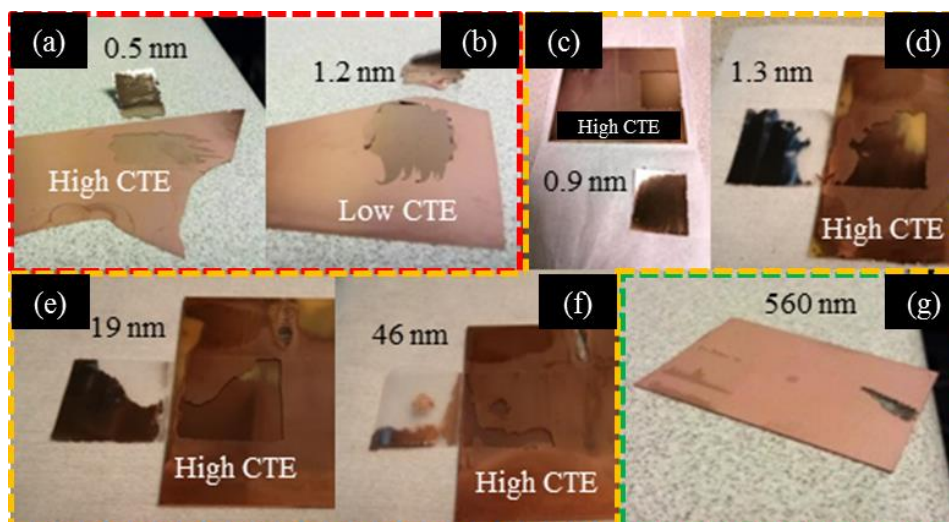 (a)
0.5 nm
High CTE
(b)
1.2 nm
Low CTE
(c)
High CTE
0.9 nm
(d)
1.3 nm
High CTE
(e)
19 nm
High CTE
(f)
46 nm
High CTE
(g)
560 nm